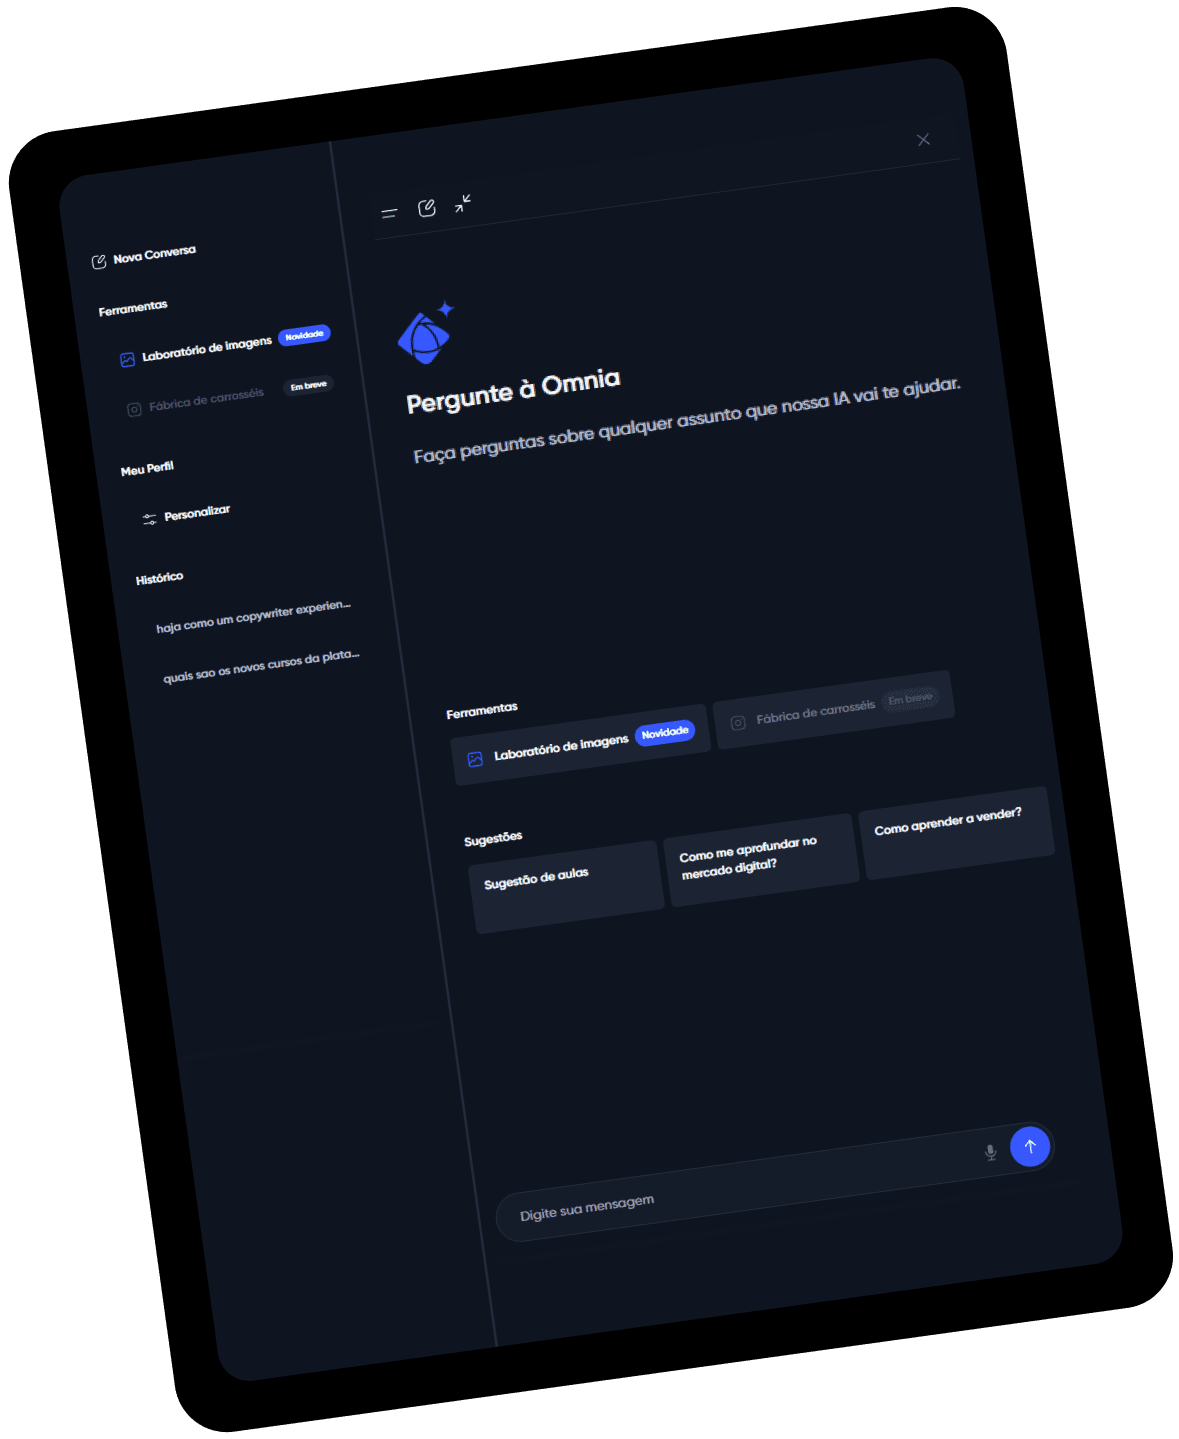 Nova Conversa
Ferramentas
Laboratório de imagens Novidade
Fábrica de carrosséis Em breve
Meu Perfil
Personalizar
Histórico
haja como um copywriter experien...
quais sao os novos cursos da plata...
Pergunte à Omnia
Faça perguntas sobre qualquer assunto que nossa IA vai te ajudar.
Ferramentas
Laboratório de imagens Novidade
Fábrica de carrosséis Em breve
Sugestões
Sugestão de aulas
Como me aprofundar no
mercado digital?
Como aprender a vender?
Digite sua mensagem